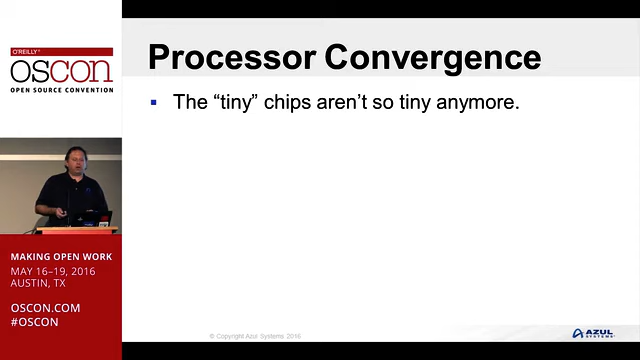 O'REILLY®
OSCON
OPEN SOURCE CONVENTION
MAKING OPEN WORK
MAY 16–19, 2016
AUSTIN, TX
OSCON.COM
#OSCON
Processor Convergence
▪ The “tiny” chips aren’t so tiny anymore.
© Copyright Azul Systems 2016
AZUL
SYSTEMS